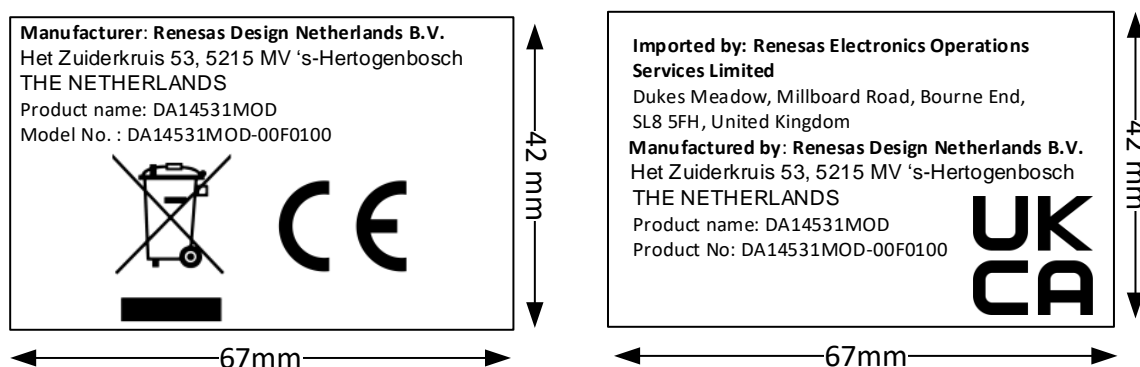 Manufacturer: Renesas Design Netherlands B.V.
Het Zuiderkruis 53, 5215 MV ‘s-Hertogenbosch
THE NETHERLANDS
Product name: DA14531MOD
Model No. : DA14531MOD-00F0100
CE
42 mm
67mm
Imported by: Renesas Electronics Operations
Services Limited
Dukes Meadow, Millboard Road, Bourne End,
SL8 5FH, United Kingdom
Manufactured by: Renesas Design Netherlands B.V.
Het Zuiderkruis 53, 5215 MV ‘s-Hertogenbosch
THE NETHERLANDS
Product name: DA14531MOD
Product No: DA14531MOD-00F0100
UK
CA
42 mm
67mm